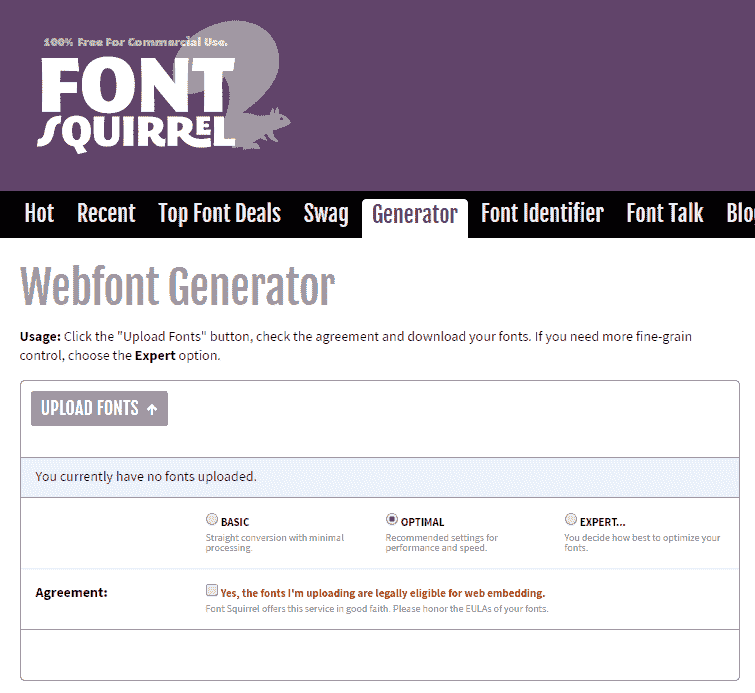 100% Free For Commercial Use.
FONT
SQUIRREL
Hot Recent Top Font Deals Swag Generator Font Identifier Font Talk Blo
Webfont Generator
Usage: Click the "Upload Fonts" button, check the agreement and download your fonts. If you need more fine-grain
control, choose the Expert option.
UPLOAD FONTS
You currently have no fonts uploaded.
BASIC
Straight conversion with minimal
processing.
OPTIMAL
Recommended settings for
performance and speed.
EXPERT...
You decide how best to optimize your
fonts.
Agreement:
Yes, the fonts I'm uploading are legally eligible for web embedding.
Font Squirrel offers this service in good faith. Please honor the EULAs of your fonts.